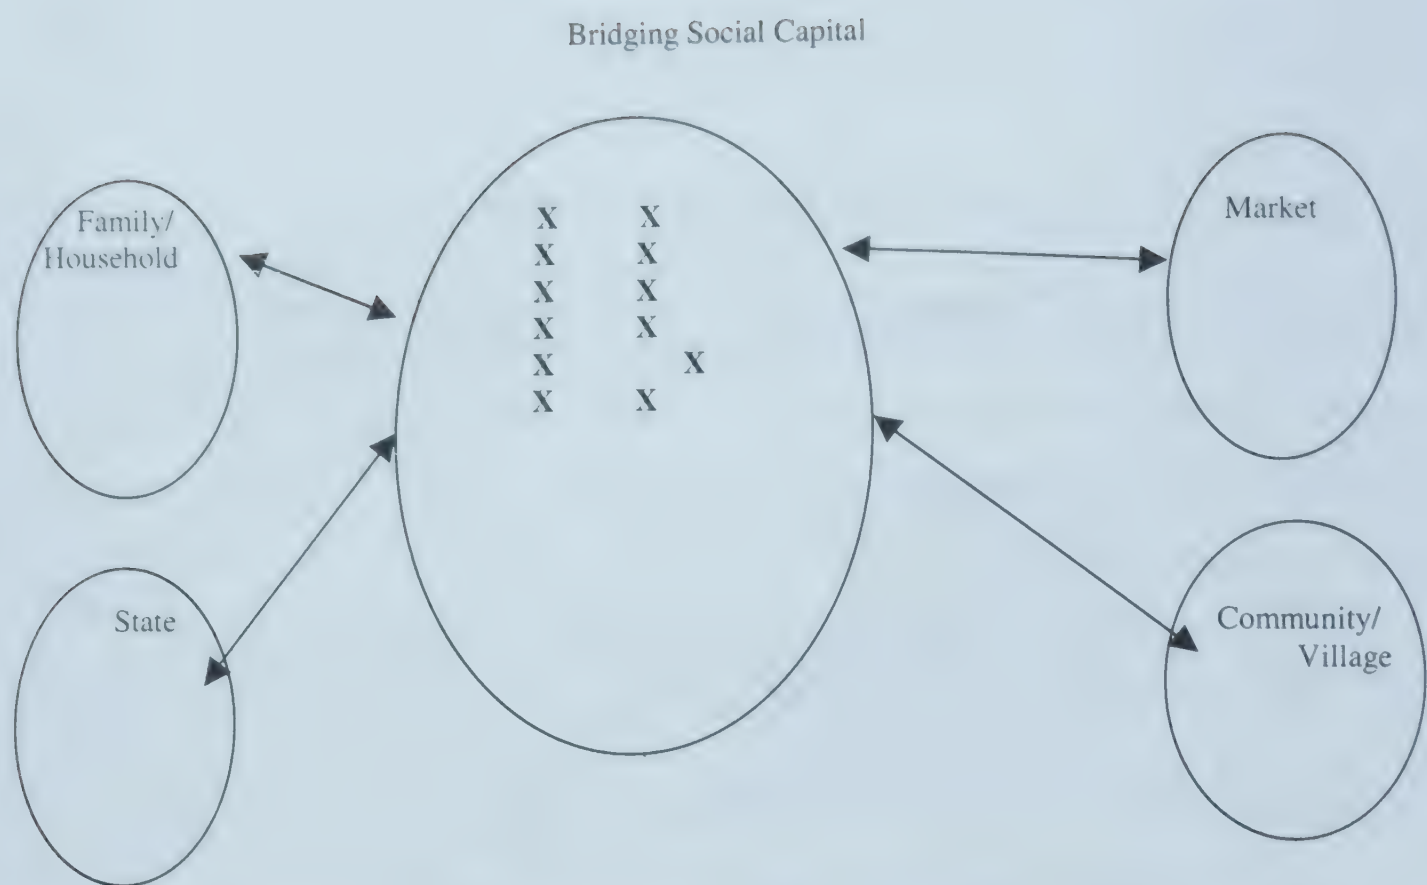 Bridging Social Capital
Family/
Household
X X
X X
X X
X X
X X
X X
Market
State
Community/
Village